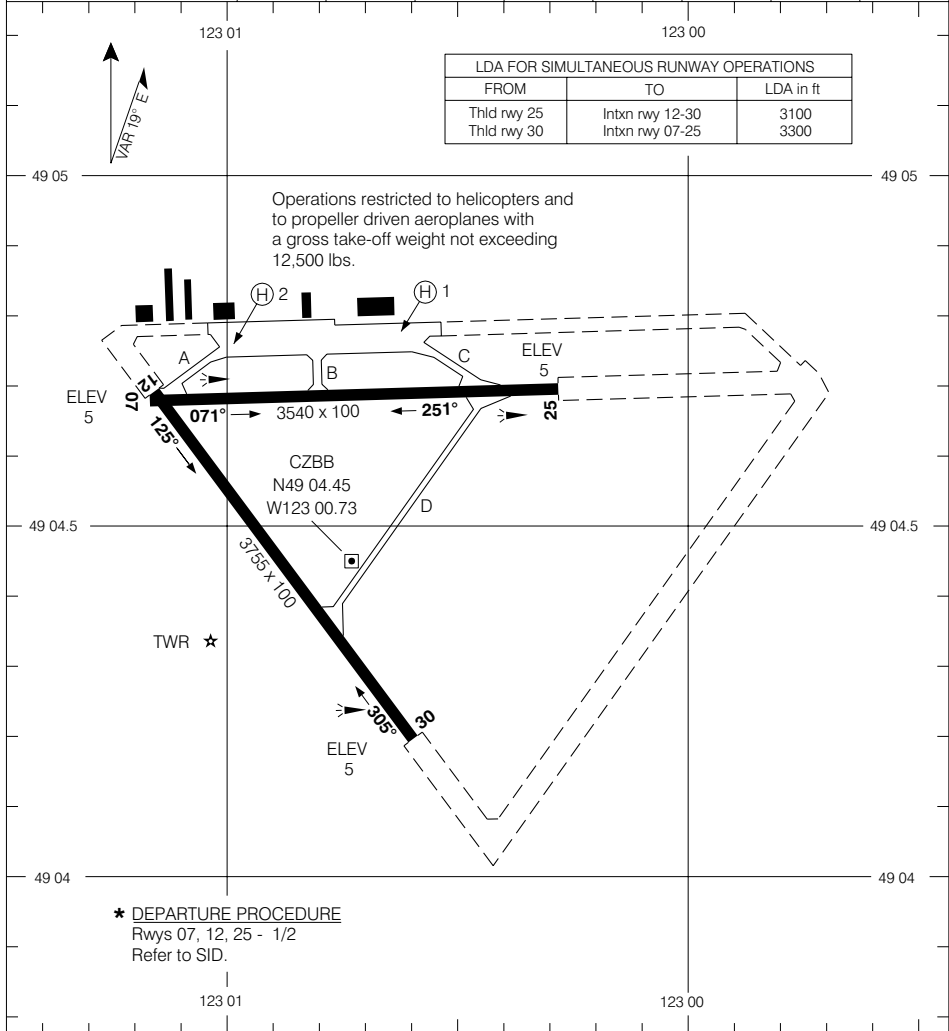 123 01
123 00
VAR 19° E
LDA FOR SIMULTANEOUS RUNWAY OPERATIONS
FROM TO LDA in ft
Thld rwy 25 Intxn rwy 12-30 3100
Thld rwy 30 Intxn rwy 07-25 3300
49 05
49 05
Operations restricted to helicopters and
to propeller driven aeroplanes with
a gross take-off weight not exceeding
12,500 lbs.
H 2
H 1
A
B
C
ELEV
5
ELEV
5
12
07
071°
3540 x 100
251°
25
125°
CZBB
N49 04.45
W123 00.73
D
49 04.5
49 04.5
3755 x 100
TWR
305°
30
ELEV
5
49 04
49 04
* DEPARTURE PROCEDURE
Rwys 07, 12, 25 - 1/2
Refer to SID.
123 01
123 00